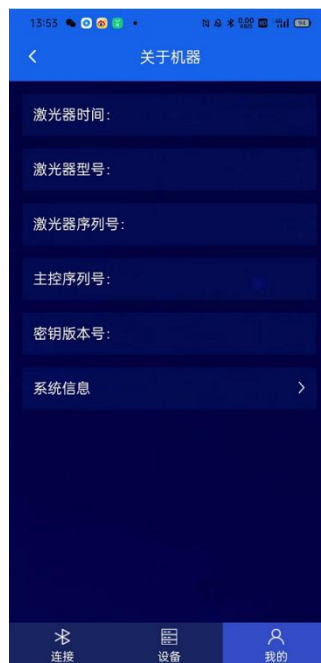 13:53
关于机器
激光器时间:
激光器型号:
激光器序列号:
主控序列号:
密钥版本号:
系统信息
连接
设备
我的